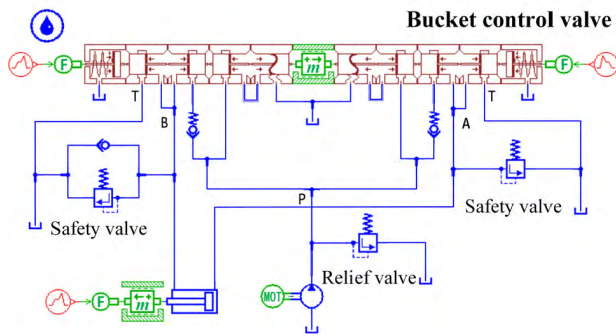 Bucket control valve
F
m
F
T
B
A
T
P
Safety valve
Safety valve
Relief valve
F
m
MOT